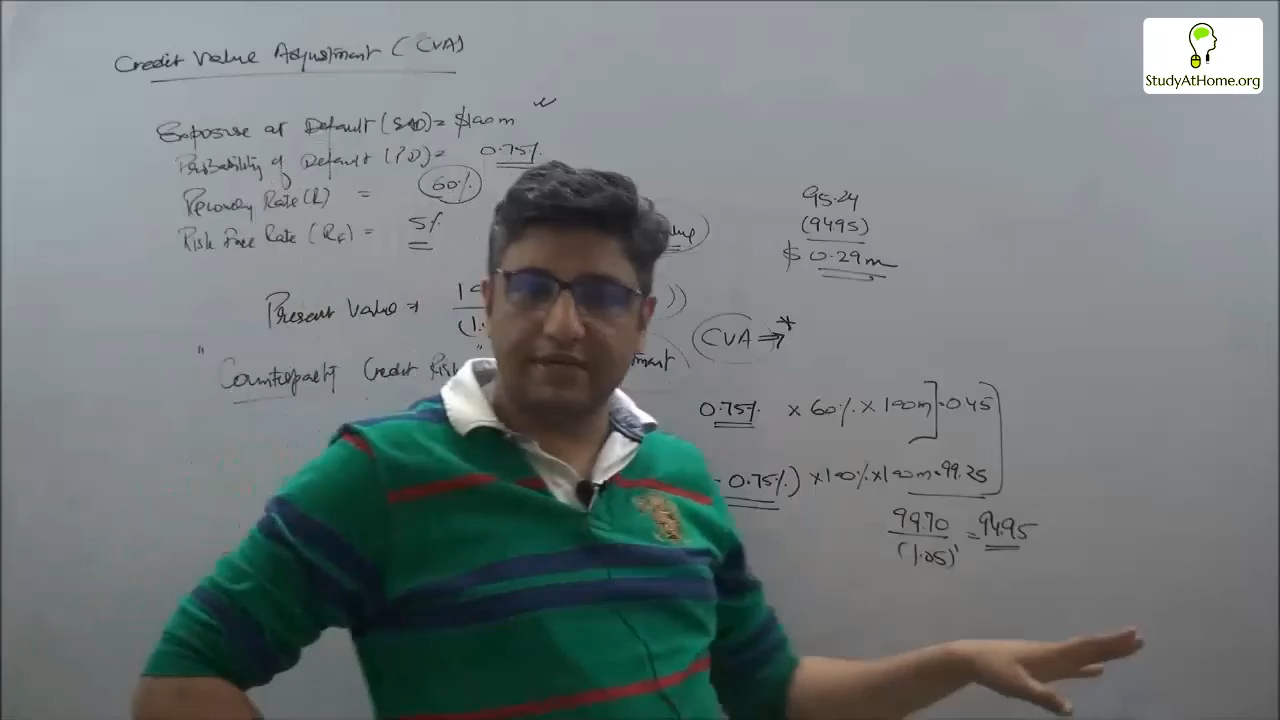 Credit Value Adjustment (CVA)
Exposure at Default (EAD) = $100m
Probability of Default (PD) = 0.75%
Recovery Rate (R) = 60%
Risk Free Rate (RF) = 5%
Present Value →
"Counterparty Credit Risk"
95.24
(9495)
$ 0.29m
CVA ⇒*
0.75% × 60% × 100m = 0.45
- 0.75%) × 100% × 100m = 99.25
99.70
(1.05)¹
= 94.95
StudyAtHome.org